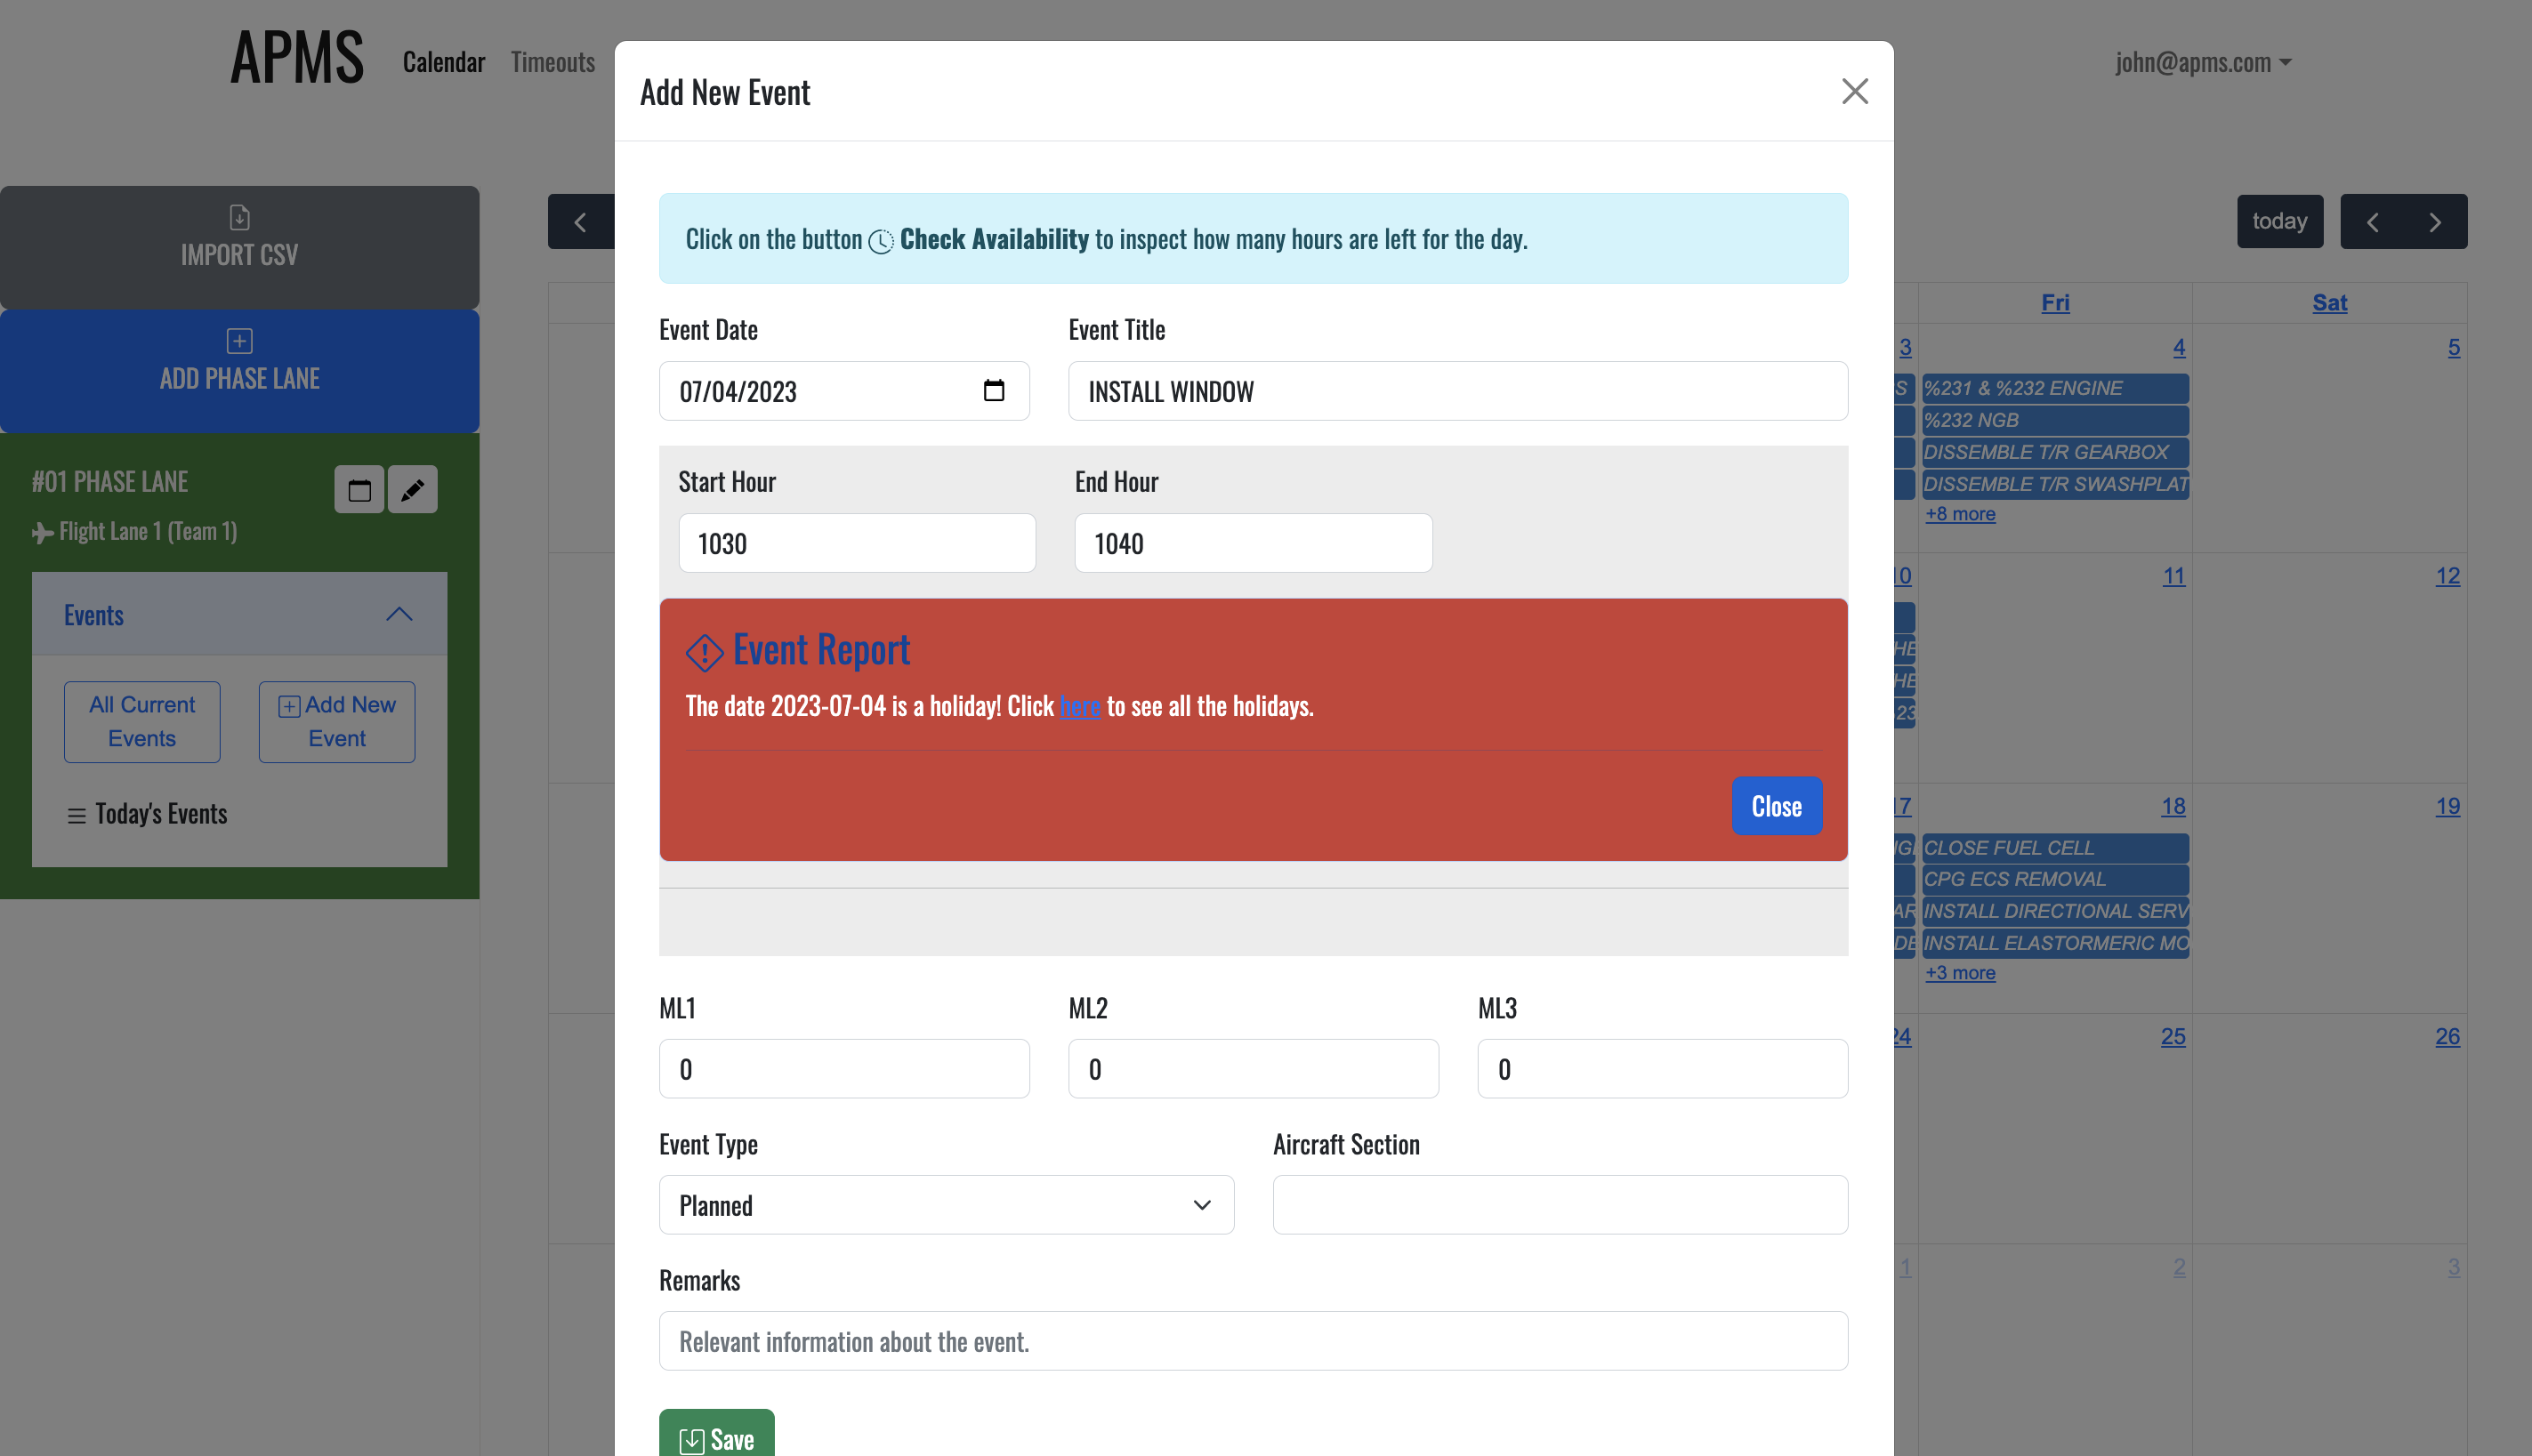 APMS
Calendar
Timeouts
john@apms.com
IMPORT CSV
ADD PHASE LANE
#01 PHASE LANE
Flight Lane 1 (Team 1)
Events
All Current
Events
Add New
Event
Today's Events
Add New Event
Click on the button Check Availability to inspect how many hours are left for the day.
Event Date
Event Title
07/04/2023
INSTALL WINDOW
Start Hour
End Hour
1030
1040
Event Report
The date 2023-07-04 is a holiday! Click here to see all the holidays.
Close
ML1
ML2
ML3
0
0
0
Event Type
Aircraft Section
Planned
Remarks
Relevant information about the event.
Save
today
Fri
Sat
3
4
5
S
%231 & %232 ENGINE
%232 NGB
DISSEMBLE T/R GEARBOX
DISSEMBLE T/R SWASHPLAT
+8 more
10
11
12
HE
HE
23
17
18
19
CLOSE FUEL CELL
CPG ECS REMOVAL
AR
INSTALL DIRECTIONAL SERV
DE
INSTALL ELASTORMERIC MO
+3 more
24
25
26
1
2
3